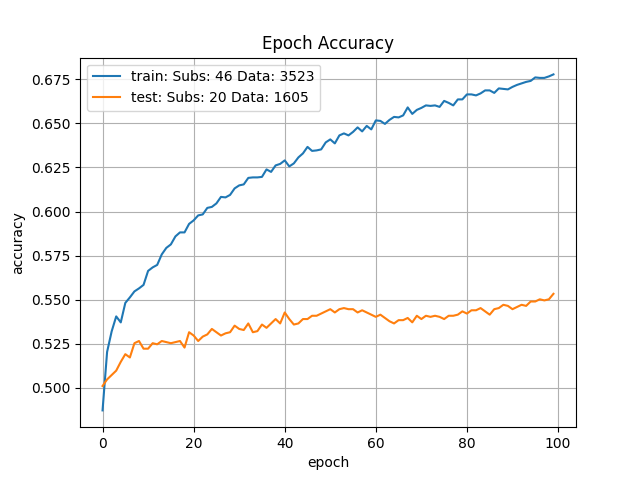 Epoch Accuracy
train: Subs: 46 Data: 3523
test: Subs: 20 Data: 1605
accuracy
0.675
0.650
0.625
0.600
0.575
0.550
0.525
0.500
0 20 40 60 80 100
epoch